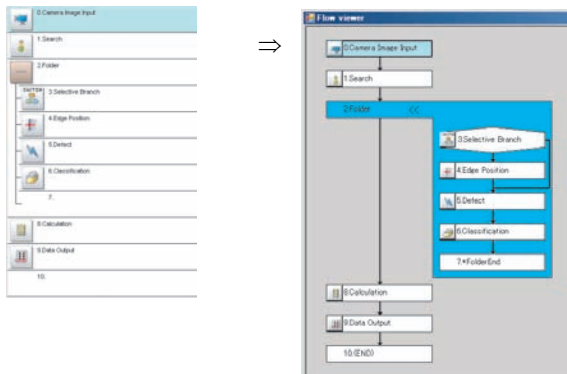 0.Camera Image Input
1.Search
2.Folder
3.Selective Branch
4.Edge Position
5.Defect
6.Classification
7.
8.Calculation
9.Data Output
10.
⇒
Flow viewer
0.Camera Image Input
1.Search
2.Folder <<
3.Selective Branch
4.Edge Position
5.Defect
6.Classification
7.*FolderEnd
8.Calculation
9.Data Output
10.(END)